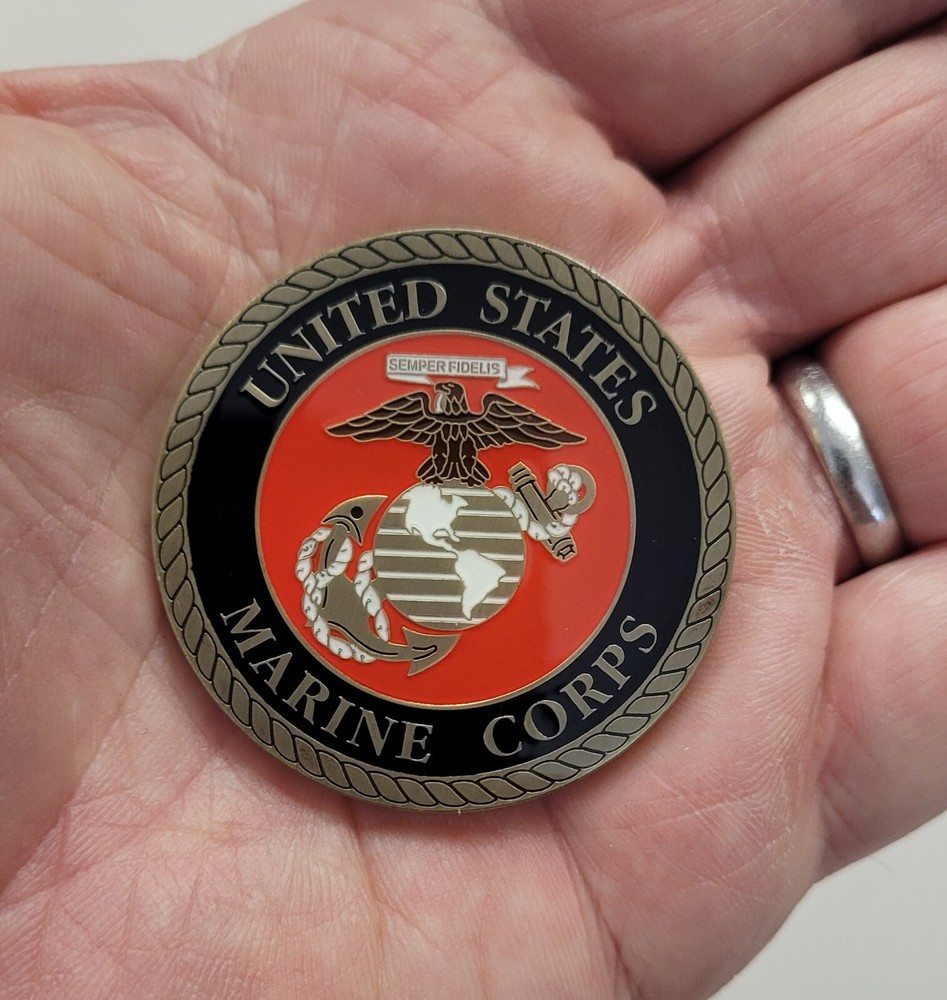 UNITED STATES
SEMPER FIDELIS
MARINE CORPS